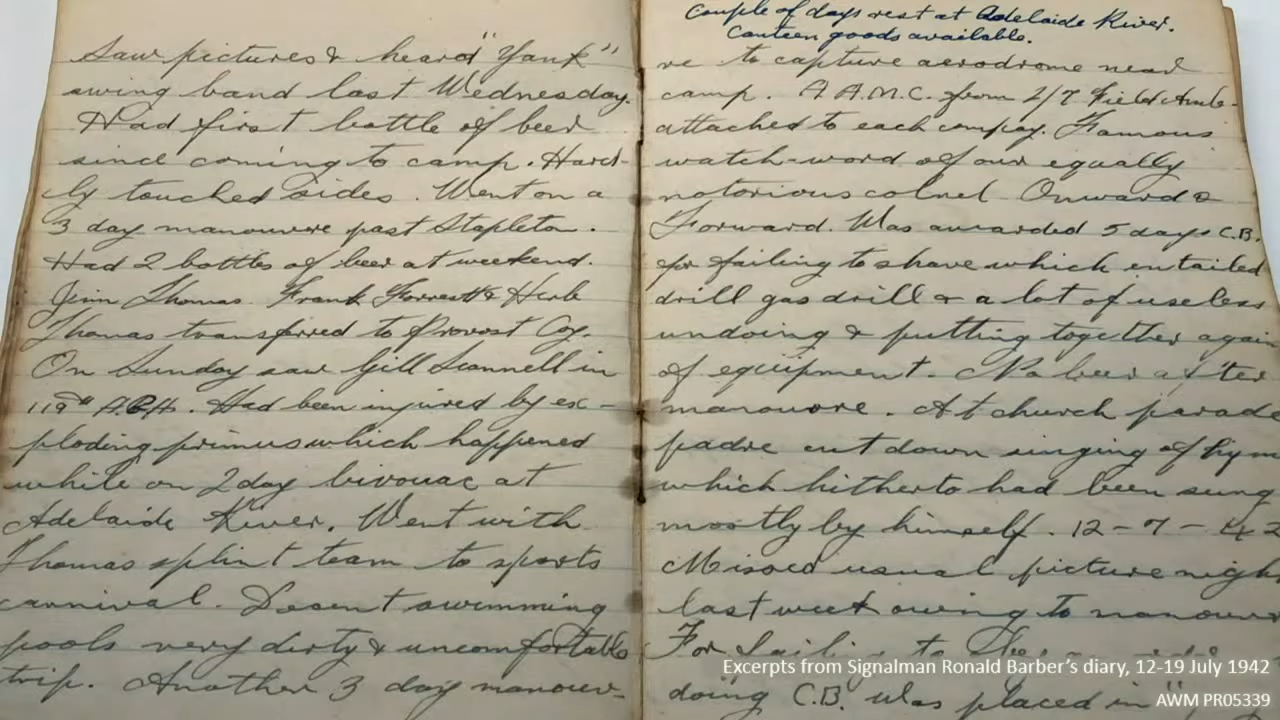 Saw pictures & heard "Yank"
swing band last Wednesday.
Had first bottle of beer
since coming to camp. Hard-
ly touched sides. Went on a
3 day manouvre past Stapleton.
Had 2 bottles of beer at weekend.
Jim Thomas Frank Forrest & Herb
Thomas transferred to Provost Coy.
On Sunday saw Gill Scannell in
119th A.G.H. Had been injured by ex-
ploding primus which happened
while on 2 day bivouac at
Adelaide River. Went with
Thomas splint team to sports
carnival. Decent swimming
pools very dirty & uncomfortable
trip. Another 3 day manouv-
Couple of days rest at Adelaide River.
Canteen goods available.
re to capture aerodrome near
camp. A.A.M.C. from 2/7 Field Amb-
attached to each compay. Famous
watch-word of our equally
notorious colnel Onward &
Forward. Was awarded 5 days C.B.
for failing to shave which entailed
drill gas drill & a lot of useless
undoing & putting together again
of equipment. No beer after
manouvre. At church parade
padre cut down singing of hym
which hitherto had been sung
mostly by himself. 12-7-42
Missed usual picture night
last week owing to manouvr
For failing to
doing C.B. was placed in "
Excerpts from Signalman Ronald Barber's diary, 12-19 July 1942
AWM PR05339